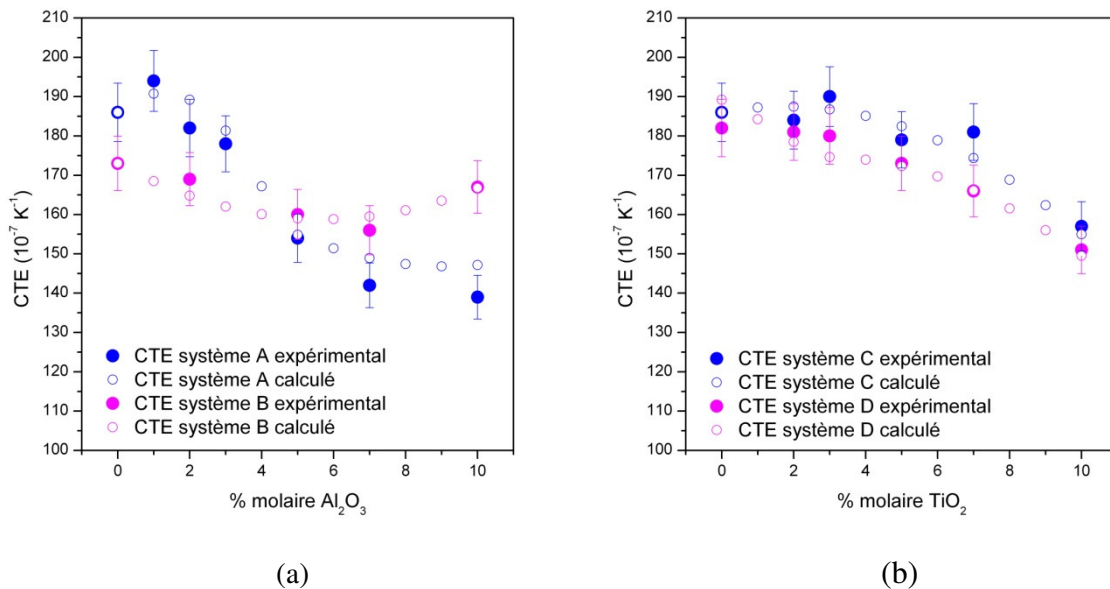 210
200
190
180
170
160
150
140
130
120
110
100
CTE (10⁻⁷ K⁻¹)
CTE système A expérimental
CTE système A calculé
CTE système B expérimental
CTE système B calculé
0 2 4 6 8 10
% molaire Al₂O₃
(a)
210
200
190
180
170
160
150
140
130
120
110
100
CTE (10⁻⁷ K⁻¹)
CTE système C expérimental
CTE système C calculé
CTE système D expérimental
CTE système D calculé
0 2 4 6 8 10
% molaire TiO₂
(b)